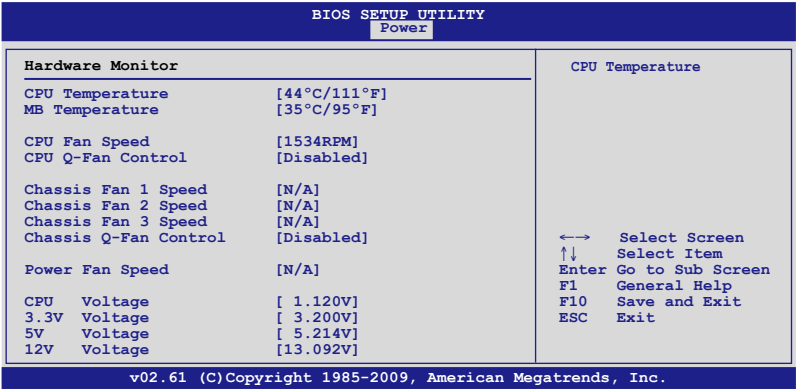 BIOS SETUP UTILITY
Power
Hardware Monitor
CPU Temperature [44°C/111°F]
MB Temperature [35°C/95°F]
CPU Fan Speed [1534RPM]
CPU Q-Fan Control [Disabled]
Chassis Fan 1 Speed [N/A]
Chassis Fan 2 Speed [N/A]
Chassis Fan 3 Speed [N/A]
Chassis Q-Fan Control [Disabled]
Power Fan Speed [N/A]
CPU Voltage [ 1.120V]
3.3V Voltage [ 3.200V]
5V Voltage [ 5.214V]
12V Voltage [13.092V]
CPU Temperature
←→ Select Screen
↑↓ Select Item
Enter Go to Sub Screen
F1 General Help
F10 Save and Exit
ESC Exit
v02.61 (C)Copyright 1985-2009, American Megatrends, Inc.